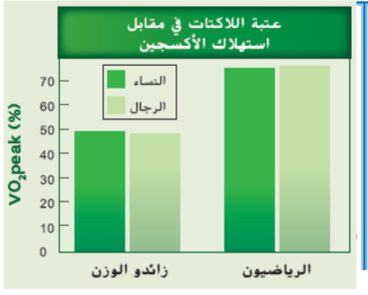 عتبة اللاكتات في مقابل
استهلاك الأكسجين
النساء
الرجال
VO₂peak (%)
70
60
50
40
30
20
10
0
زائدو الوزن
الرياضيون